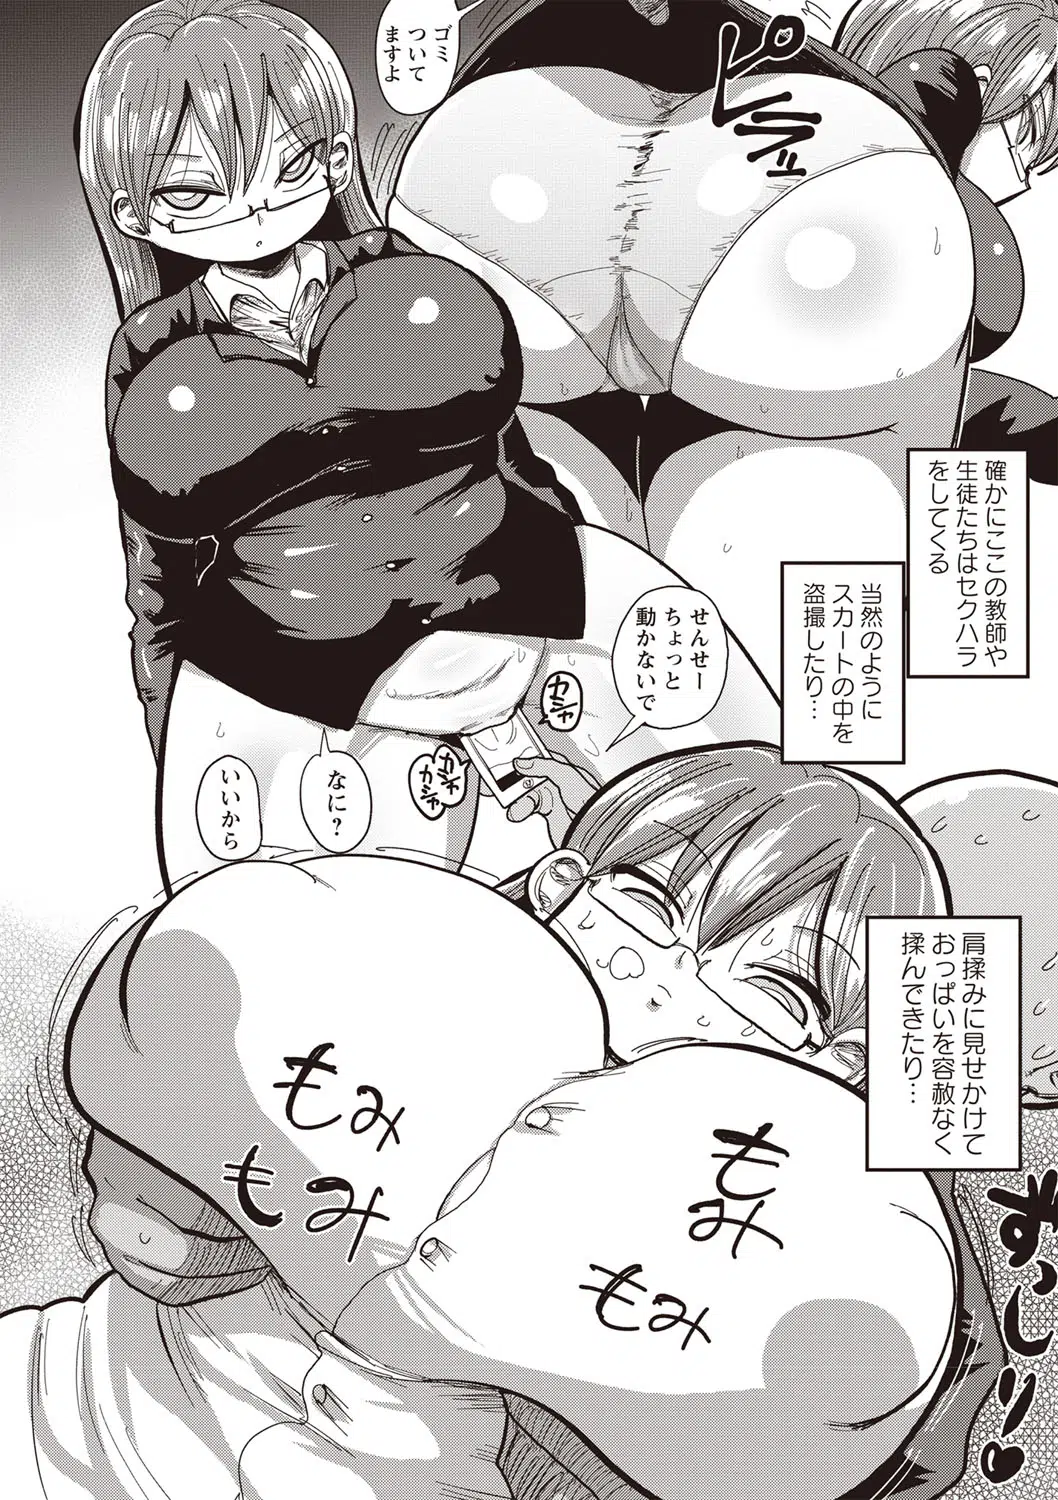 ゴミ
ついて
ますよ
ピラッ
確かにここの教師や
生徒たちはセクハラ
をしてくる
当然のように
スカートの中を
盗撮したり…
せんせー
ちょっと
動かないで
カシャ
カシャ
カシャ
なに?
いいから
肩揉みに見せかけて
おっぱいを容赦なく
揉んできたり…
もみ
もみ
もみ
もみ
ずっしり